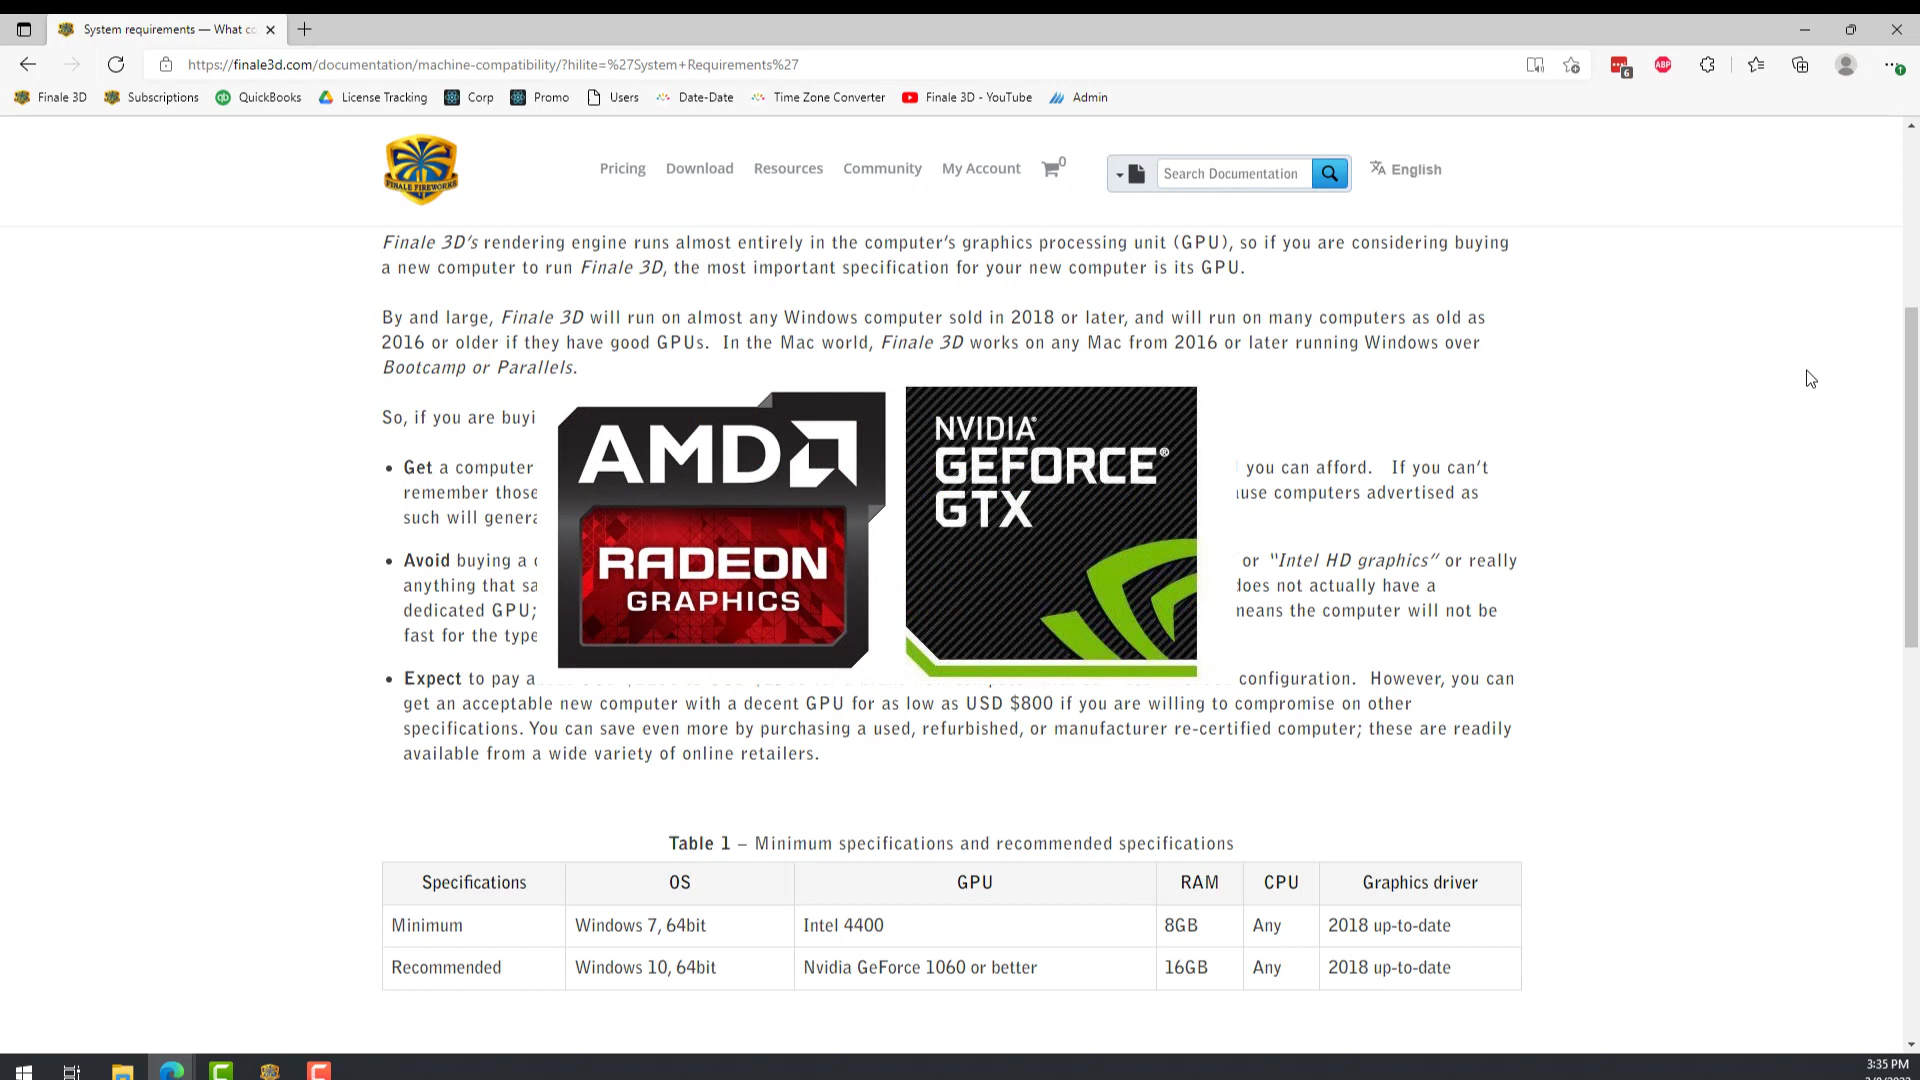 System requirements — What co
https://finale3d.com/documentation/machine-compatibility/?hilite=%27System+Requirements%27
6
ABP
Finale 3D
Subscriptions
QuickBooks
License Tracking
Corp
Promo
Users
Date-Date
Time Zone Converter
Finale 3D - YouTube
Admin
FINALE FIREWORKS
Pricing
Download
Resources
Community
My Account
0
Search Documentation
English
Finale 3D’s rendering engine runs almost entirely in the computer’s graphics processing unit (GPU), so if you are considering buying
a new computer to run Finale 3D, the most important specification for your new computer is its GPU.
By and large, Finale 3D will run on almost any Windows computer sold in 2018 or later, and will run on many computers as old as
2016 or older if they have good GPUs. In the Mac world, Finale 3D works on any Mac from 2016 or later running Windows over
Bootcamp or Parallels.
So, if you are buyi
• Get a computer you can afford. If you can’t
remember those use computers advertised as
such will genera
• Avoid buying a or “Intel HD graphics” or really
anything that sa does not actually have a
dedicated GPU; means the computer will not be
fast for the type
AMD
RADEON
GRAPHICS
NVIDIA
GEFORCE®
GTX
• Expect to pay a configuration. However, you can
get an acceptable new computer with a decent GPU for as low as USD $800 if you are willing to compromise on other
specifications. You can save even more by purchasing a used, refurbished, or manufacturer re-certified computer; these are readily
available from a wide variety of online retailers.
Table 1 – Minimum specifications and recommended specifications
Specifications OS GPU RAM CPU Graphics driver
Minimum Windows 7, 64bit Intel 4400 8GB Any 2018 up-to-date
Recommended Windows 10, 64bit Nvidia GeForce 1060 or better 16GB Any 2018 up-to-date
3:35 PM